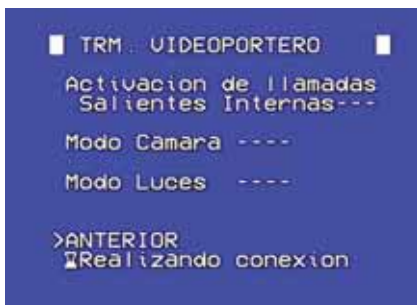 TRM. VIDEOPORTERO
Activacion de llamadas
Salientes Internas---
Modo Camara ----
Modo Luces ----
>ANTERIOR
Realizando conexion